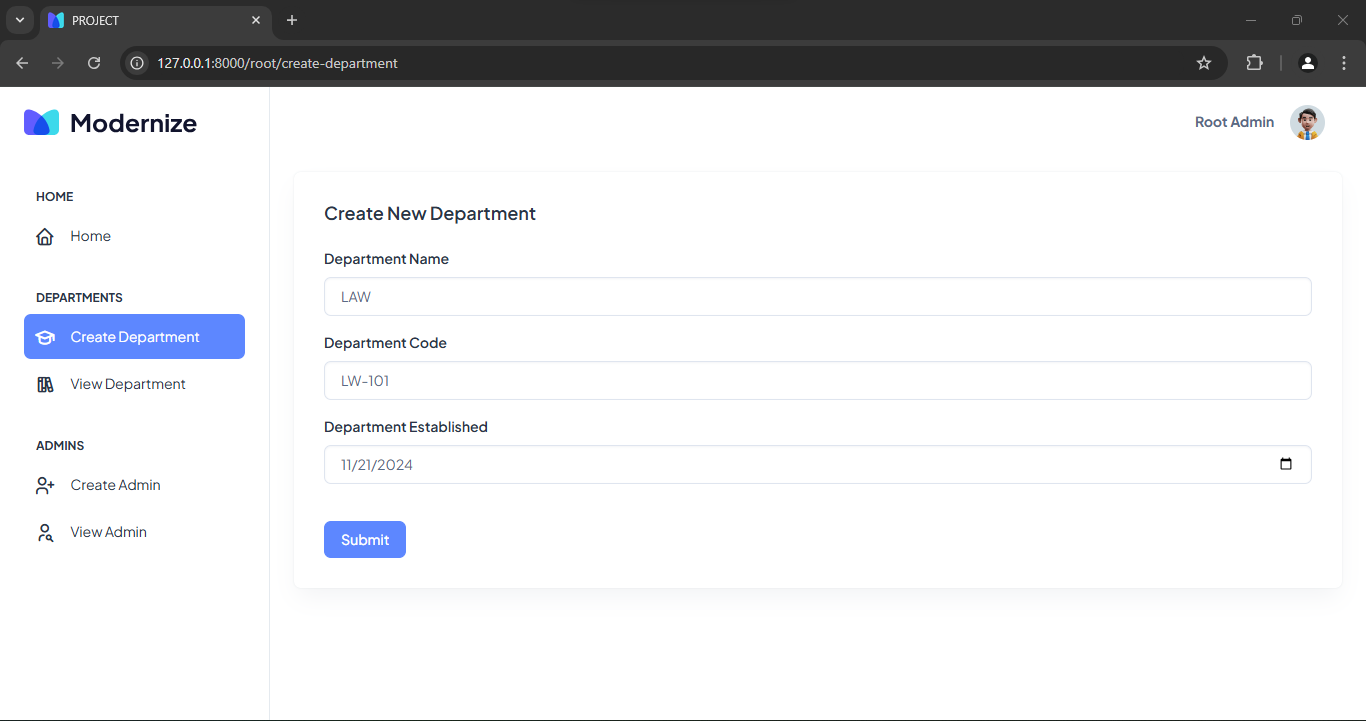 PROJECT
127.0.0.1:8000/root/create-department
Modernize
Root Admin
HOME
Home
DEPARTMENTS
Create Department
View Department
ADMINS
Create Admin
View Admin
Create New Department
Department Name
LAW
Department Code
LW-101
Department Established
11/21/2024
Submit